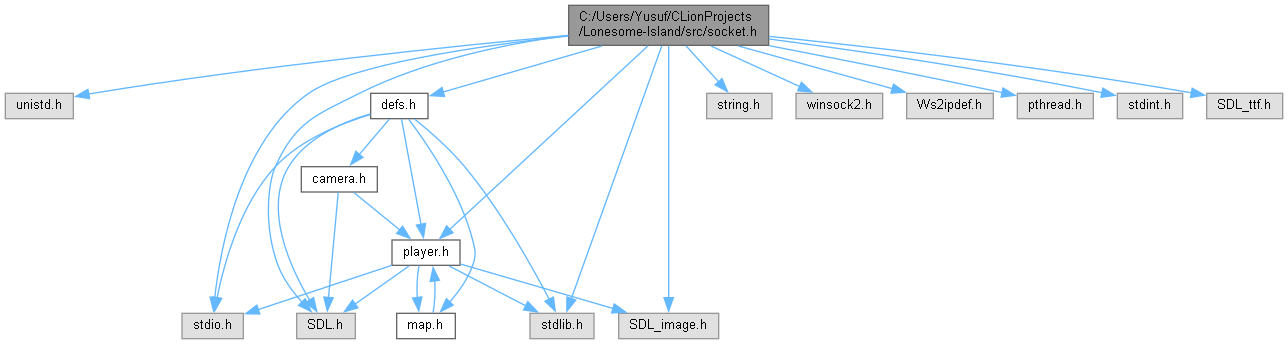 C:/Users/Yusuf/CLionProjects
/Lonesome-Island/src/socket.h
unistd.h
defs.h
string.h
winsock2.h
Ws2ipdef.h
pthread.h
stdint.h
SDL_ttf.h
camera.h
player.h
stdio.h
SDL.h
map.h
stdlib.h
SDL_image.h